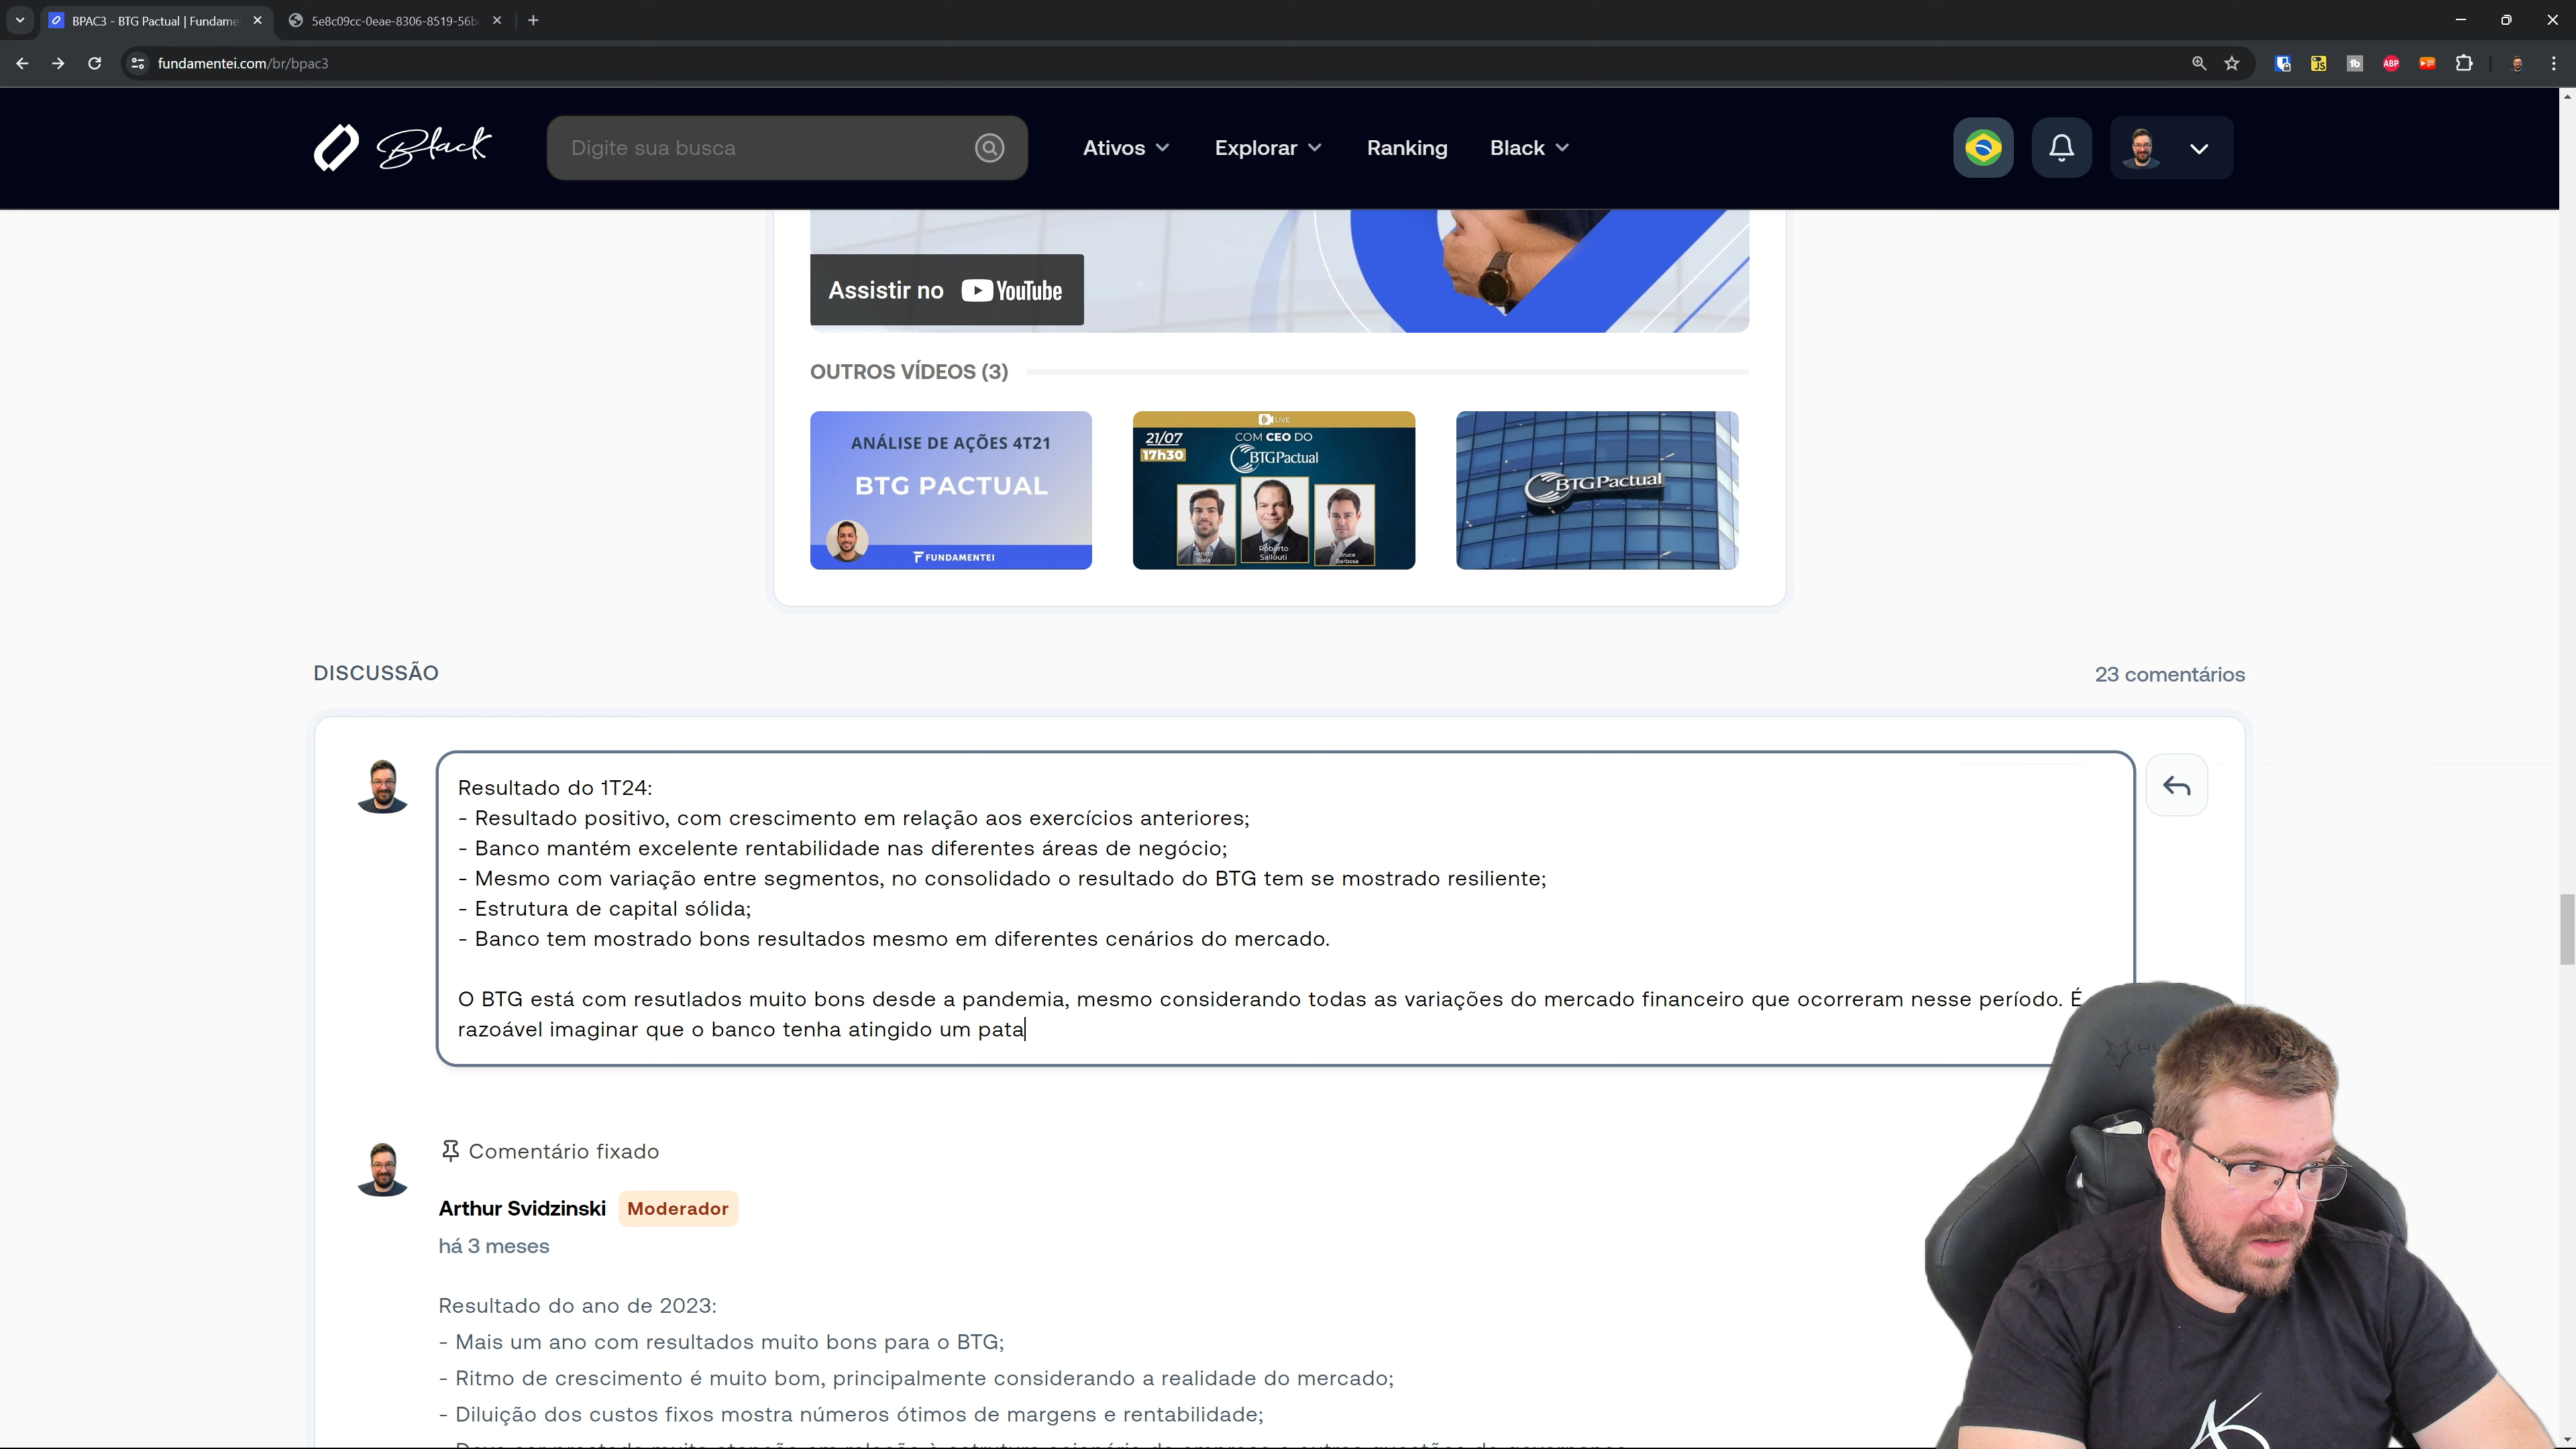 BPAC3 - BTG Pactual | Fundame
5e8c09cc-0eae-8306-8519-56b
fundamentei.com/br/bpac3
Black
Digite sua busca
Ativos
Explorar
Ranking
Black
Assistir no YouTube
OUTROS VÍDEOS (3)
ANÁLISE DE AÇÕES 4T21
BTG PACTUAL
FUNDAMENTEI
LIVE
21/07
17h30
COM CEO DO
BTGPactual
Roberto
Sallouti
Bruce
Barbosa
BTGPactual
DISCUSSÃO
23 comentários
Resultado do 1T24:
- Resultado positivo, com crescimento em relação aos exercícios anteriores;
- Banco mantém excelente rentabilidade nas diferentes áreas de negócio;
- Mesmo com variação entre segmentos, no consolidado o resultado do BTG tem se mostrado resiliente;
- Estrutura de capital sólida;
- Banco tem mostrado bons resultados mesmo em diferentes cenários do mercado.
O BTG está com resutlados muito bons desde a pandemia, mesmo considerando todas as variações do mercado financeiro que ocorreram nesse período. É
razoável imaginar que o banco tenha atingido um pata
Comentário fixado
Arthur Svidzinski Moderador
há 3 meses
Resultado do ano de 2023:
- Mais um ano com resultados muito bons para o BTG;
- Ritmo de crescimento é muito bom, principalmente considerando a realidade do mercado;
- Diluição dos custos fixos mostra números ótimos de margens e rentabilidade;